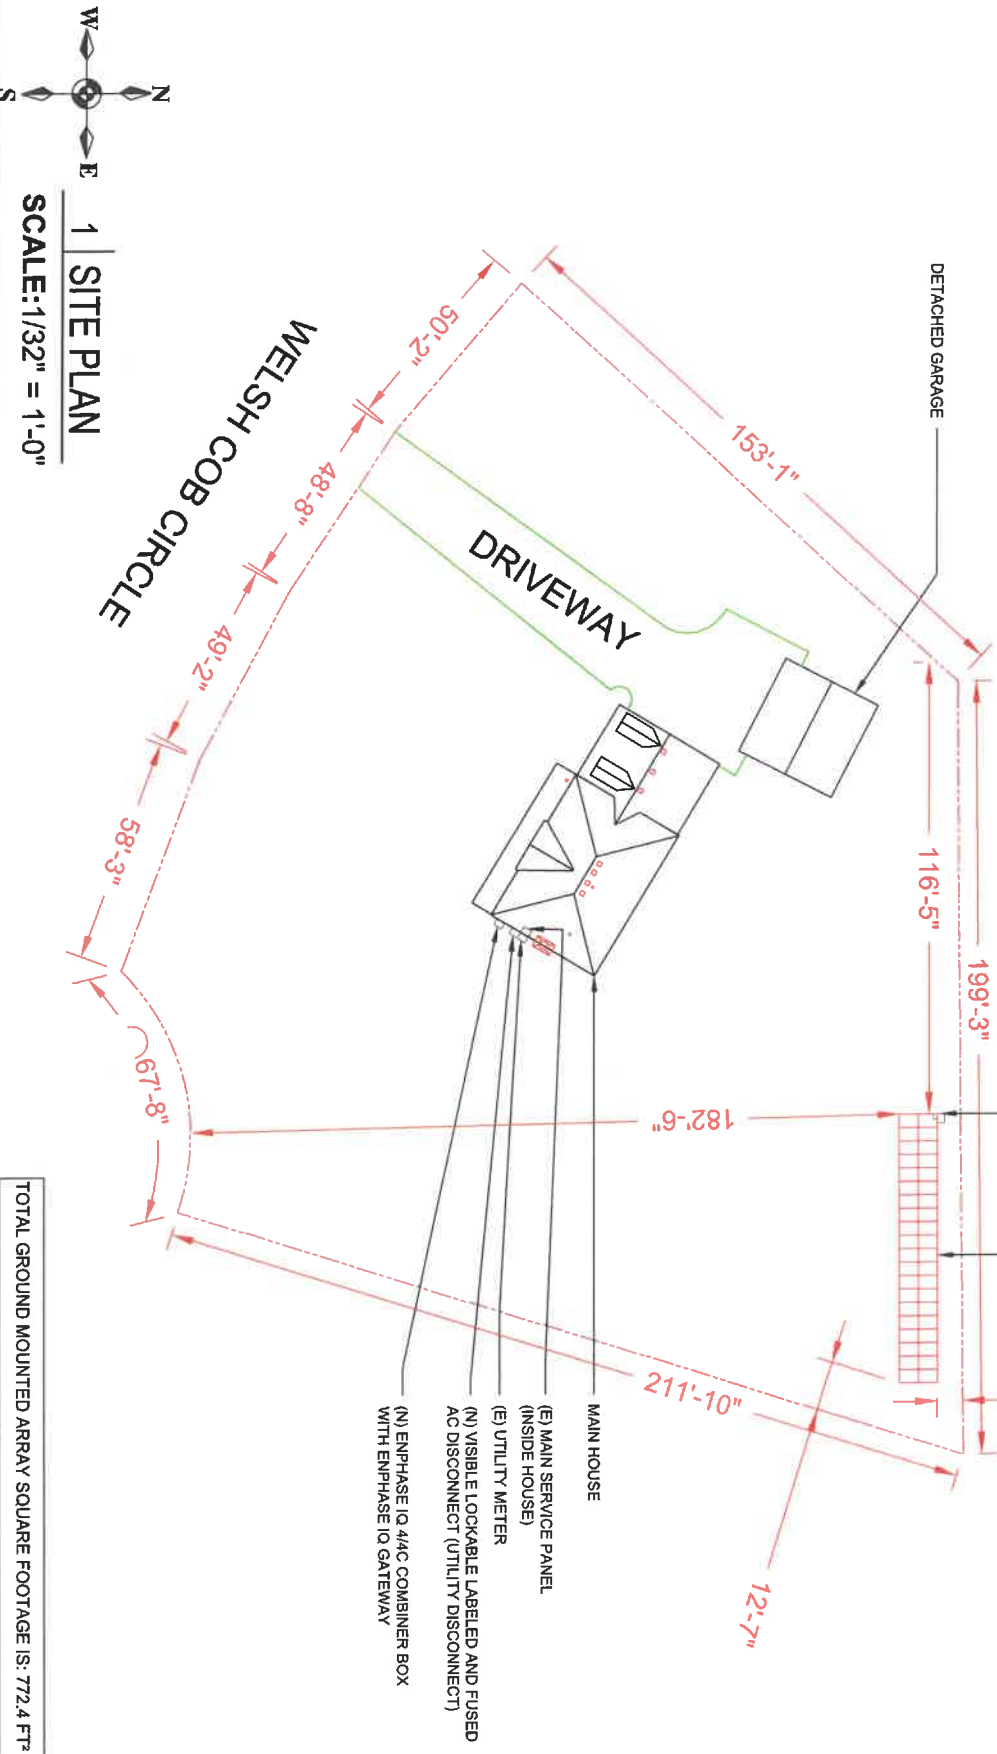 DETACHED GARAGE
153'-1"
199'-3"
116'-5"
50'-2"
48'-8"
49'-2"
58'-3"
67'-8"
182'-6"
211'-10"
12'-7"
DRIVEWAY
WELSH COB CIRCLE
MAIN HOUSE
(E) MAIN SERVICE PANEL
(INSIDE HOUSE)
(E) UTILITY METER
(N) VISIBLE LOCKABLE LABELED AND FUSED
AC DISCONNECT (UTILITY DISCONNECT)
(N) ENPHASE IQ 4/4C COMBINER BOX
WITH ENPHASE IQ GATEWAY
N
W
E
S
1 SITE PLAN
SCALE:1/32" = 1'-0"
TOTAL GROUND MOUNTED ARRAY SQUARE FOOTAGE IS: 772.4 FT²